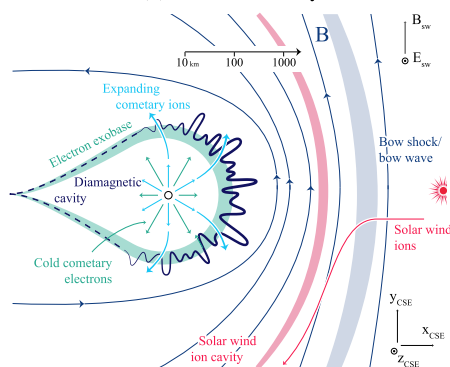 B
B_sw
E_sw
10 km 100 1000
Expanding
cometary ions
Electron exobase
Bow shock/
bow wave
Diamagnetic
cavity
Solar wind
ions
Cold cometary
electrons
Solar wind
ion cavity
y_CSE
x_CSE
z_CSE